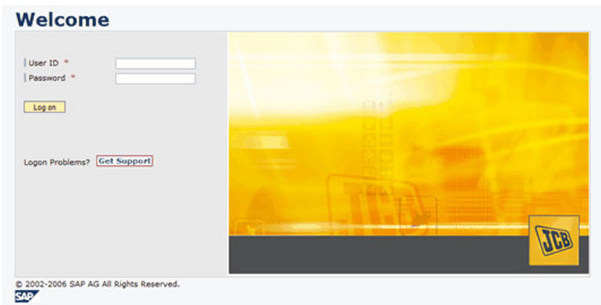 Welcome
User ID *
Password *
Log on
Logon Problems? Get Support
JCB
© 2002-2006 SAP AG All Rights Reserved.
SAP